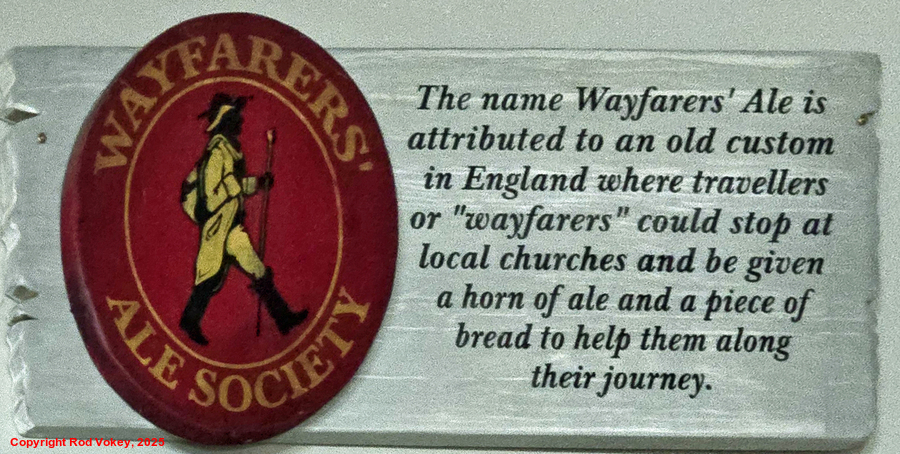 WAYFARERS'
ALE SOCIETY
The name Wayfarers' Ale is
attributed to an old custom
in England where travellers
or "wayfarers" could stop at
local churches and be given
a horn of ale and a piece of
bread to help them along
their journey.
Copyright Rod Vokey, 2025